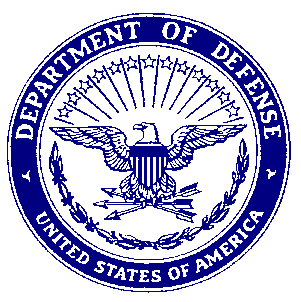 DEPARTMENT OF DEFENSE
UNITED STATES OF AMERICA